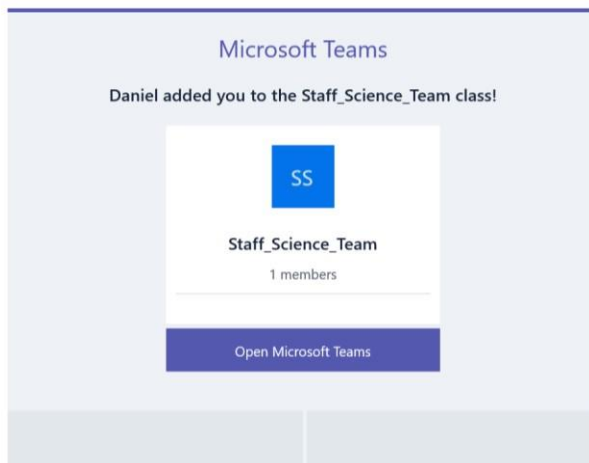 Microsoft Teams
Daniel added you to the Staff_Science_Team class!
SS
Staff_Science_Team
1 members
Open Microsoft Teams